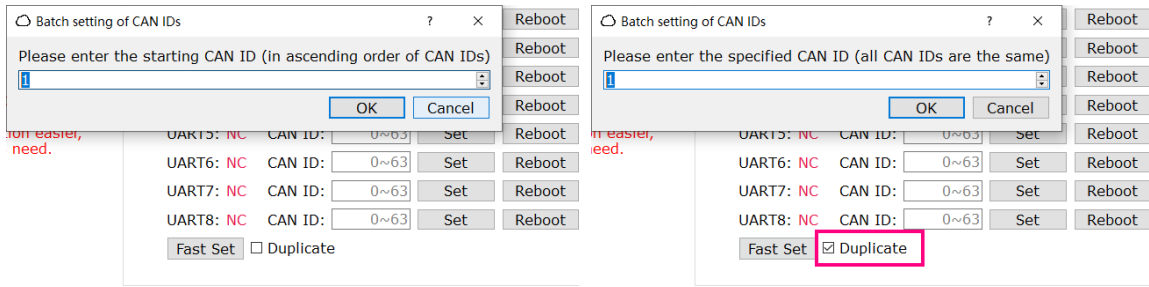 Batch setting of CAN IDs ? ×
Please enter the starting CAN ID (in ascending order of CAN IDs)
1
OK Cancel
Reboot
Reboot
Reboot
Reboot
easier, UART5: NC CAN ID: 0~63 Set Reboot
need. UART6: NC CAN ID: 0~63 Set Reboot
UART7: NC CAN ID: 0~63 Set Reboot
UART8: NC CAN ID: 0~63 Set Reboot
Fast Set Duplicate
Batch setting of CAN IDs ? ×
Please enter the specified CAN ID (all CAN IDs are the same)
1
OK Cancel
Reboot
Reboot
Reboot
Reboot
easier, UART5: NC CAN ID: 0~63 Set Reboot
UART6: NC CAN ID: 0~63 Set Reboot
UART7: NC CAN ID: 0~63 Set Reboot
UART8: NC CAN ID: 0~63 Set Reboot
Fast Set Duplicate